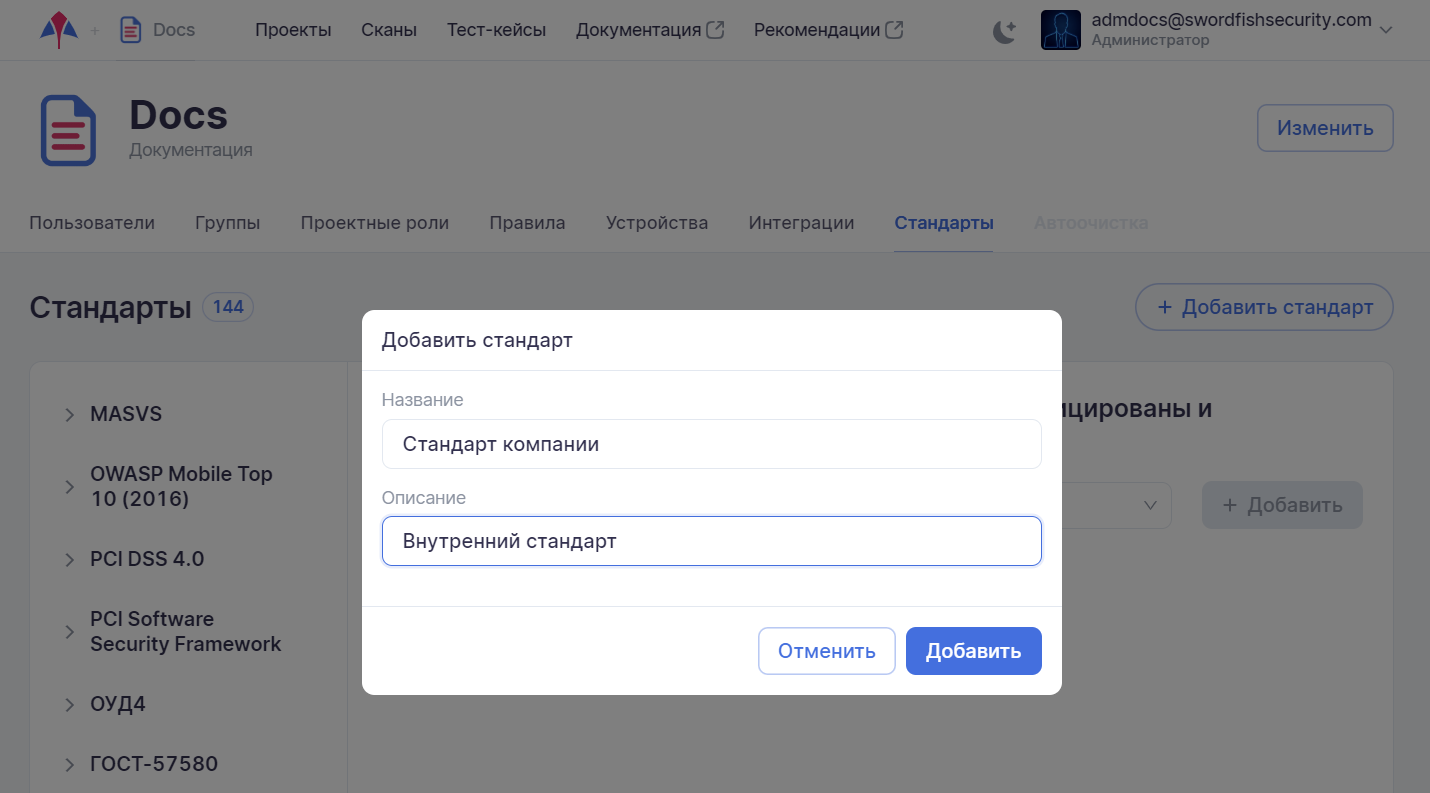 Docs
Проекты
Сканы
Тест-кейсы
Документация
Рекомендации
admdocs@swordfishsecurity.com
Администратор
Docs
Документация
Изменить
Пользователи
Группы
Проектные роли
Правила
Устройства
Интеграции
Стандарты
Автоочистка
Стандарты 144
+ Добавить стандарт
MASVS
OWASP Mobile Top
10 (2016)
PCI DSS 4.0
PCI Software
Security Framework
ОУД4
ГОСТ-57580
Добавить стандарт
Название
Стандарт компании
Описание
Внутренний стандарт
Отменить
Добавить
и
+ Добавить